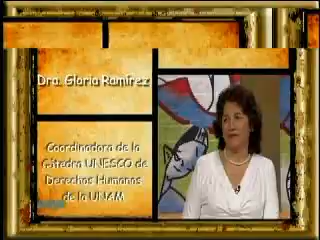 Dra. Gloria Ramírez
Coordinadora de la
Cátedra UNESCO de
Derechos Humanos
de la UNAM